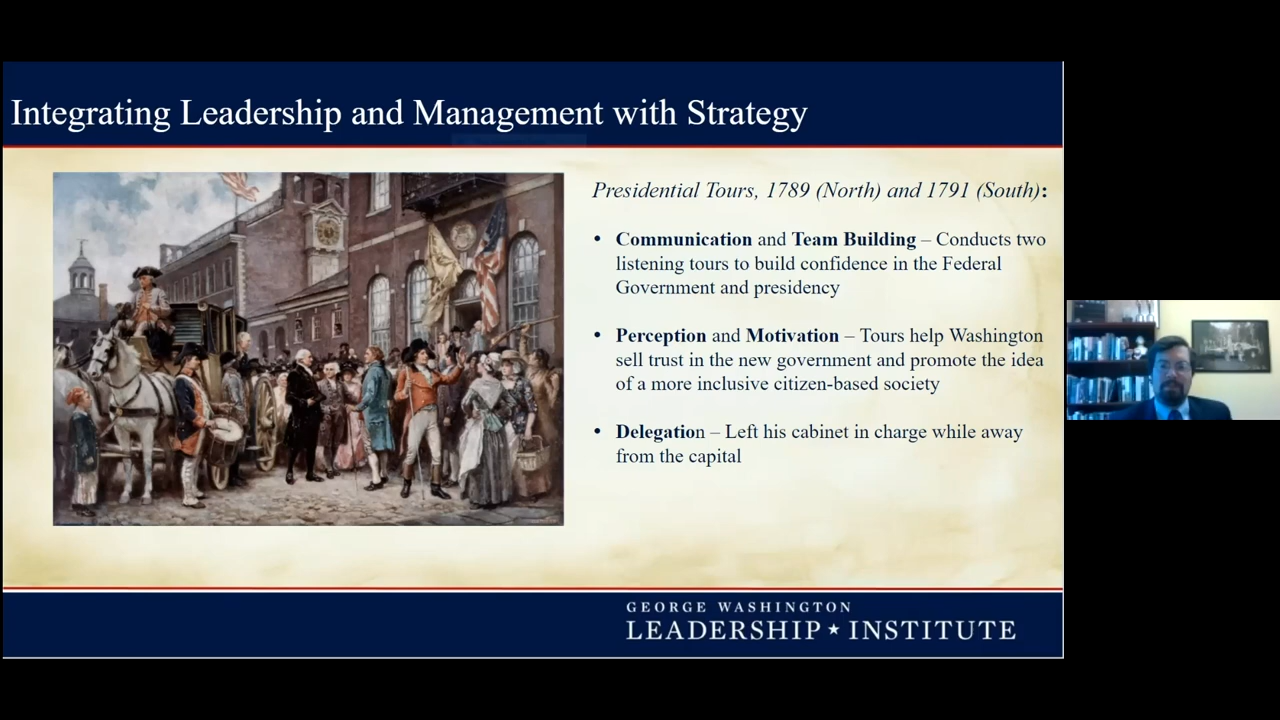 Integrating Leadership and Management with Strategy
Presidential Tours, 1789 (North) and 1791 (South):
• Communication and Team Building – Conducts two
listening tours to build confidence in the Federal
Government and presidency
• Perception and Motivation – Tours help Washington
sell trust in the new government and promote the idea
of a more inclusive citizen-based society
• Delegation – Left his cabinet in charge while away
from the capital
GEORGE WASHINGTON
LEADERSHIP ★ INSTITUTE